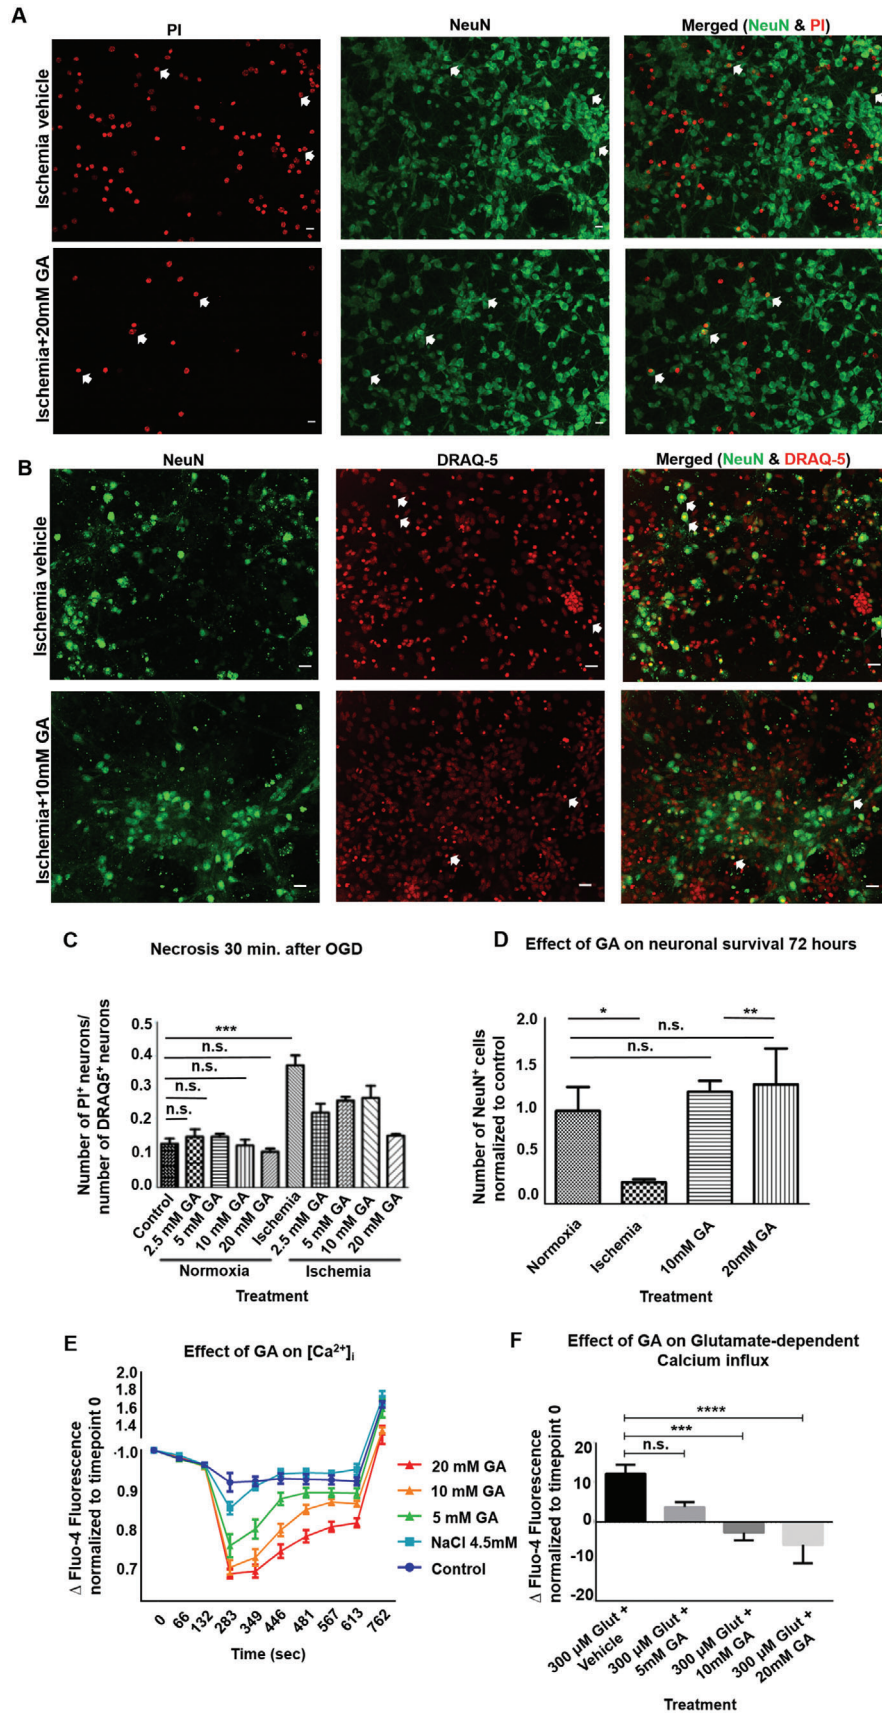 A
PI
NeuN
Merged (NeuN & PI)
Ischemia vehicle
Ischemia+20mM GA
B
NeuN
DRAQ-5
Merged (NeuN & DRAQ-5)
Ischemia vehicle
Ischemia+10mM GA
C
Necrosis 30 min. after OGD
Number of PI+ neurons/
number of DRAQ5+ neurons
0.5
0.4
0.3
0.2
0.1
0.0
***
n.s.
n.s.
n.s.
n.s.
Control
2.5 mM GA
5 mM GA
10 mM GA
20 mM GA
Ischemia
2.5 mM GA
5 mM GA
10 mM GA
20 mM GA
Normoxia
Ischemia
Treatment
D
Effect of GA on neuronal survival 72 hours
Number of NeuN+ cells
normalized to control
2.0
1.5
1.0
0.5
0.0
*
**
n.s.
n.s.
Normoxia
Ischemia
10mM GA
20mM GA
Treatment
E
Effect of GA on [Ca2+]i
Δ Fluo-4 Fluorescence
normalized to timepoint 0
2.0
1.8
1.6
1.4
1.0
0.9
0.8
0.7
0
66
132
283
349
446
481
567
613
762
Time (sec)
20 mM GA
10 mM GA
5 mM GA
NaCl 4.5mM
Control
F
Effect of GA on Glutamate-dependent
Calcium influx
Δ Fluo-4 Fluorescence
normalized to timepoint 0
20
10
0
-10
-20
****
***
n.s.
300 µM Glut +
Vehicle
300 µM Glut +
5mM GA
300 µM Glut +
10mM GA
300 µM Glut +
20mM GA
Treatment